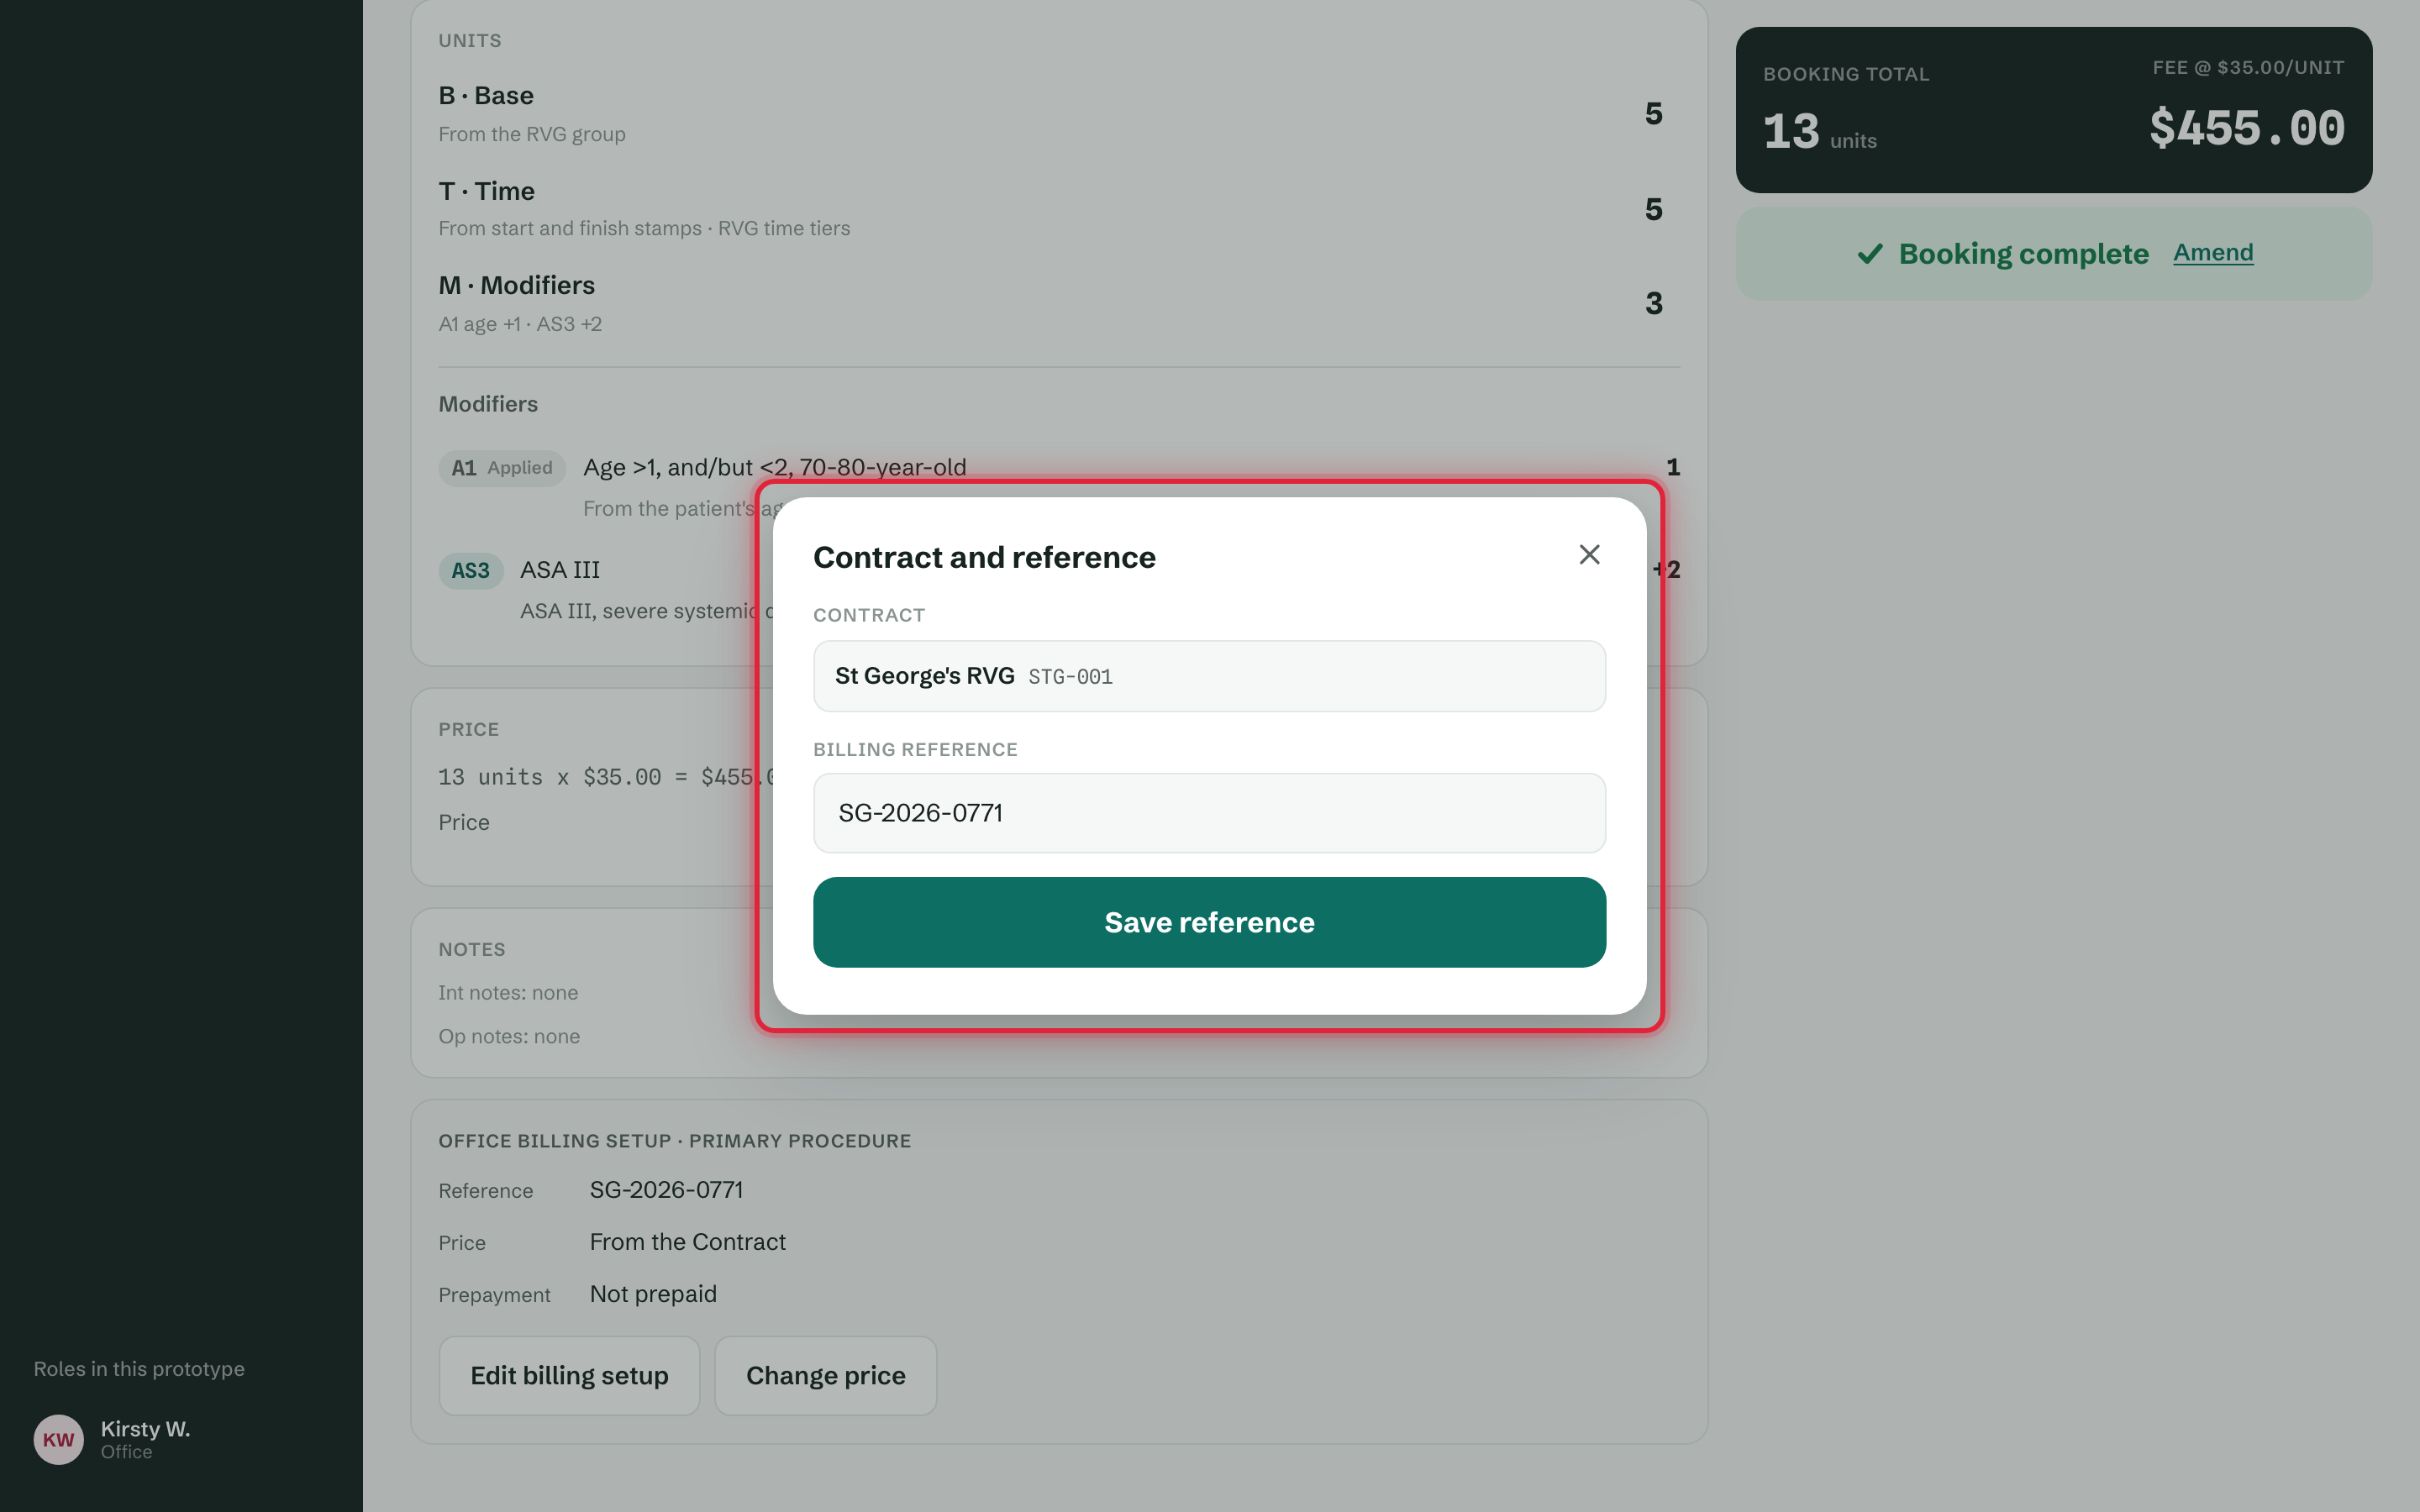 UNITS
B · Base
From the RVG group
5
T · Time
From start and finish stamps · RVG time tiers
5
M · Modifiers
A1 age +1 · AS3 +2
3
Modifiers
A1 Applied Age >1, and/but <2, 70-80-year-old 1
From the patient's
AS3 ASA III +2
ASA III, severe systemic
PRICE
13 units x $35.00 = $455.0
Price
NOTES
Int notes: none
Op notes: none
OFFICE BILLING SETUP · PRIMARY PROCEDURE
Reference SG-2026-0771
Price From the Contract
Prepayment Not prepaid
Edit billing setup Change price
BOOKING TOTAL
13 units
FEE @ $35.00/UNIT
$455.00
Booking complete Amend
Contract and reference
CONTRACT
St George's RVG STG-001
BILLING REFERENCE
SG-2026-0771
Save reference
Roles in this prototype
KW
Kirsty W.
Office